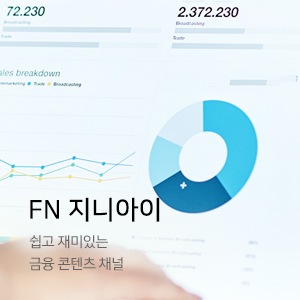 72.230
Broadcasting
Trade
2.372.230
Broadcasting
Trade
ales breakdown
emarketing Trade Broadcasting
FN 지니아이
쉽고 재미있는
금융 콘텐츠 채널